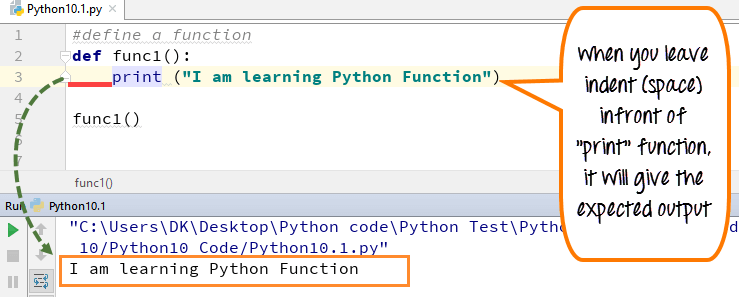 Python10.1.py ×
1 #define a function
2 def func1():
3 print ("I am learning Python Function")
4
5 func1()
6
7
func1()
when you leave
indent (space)
infront of
"print" function,
it will give the
expected output
Run Python10.1
"C:\Users\DK\Desktop\Python code\Python Test\Pytho
10/Python10 Code/Python10.1.py"
I am learning Python Function